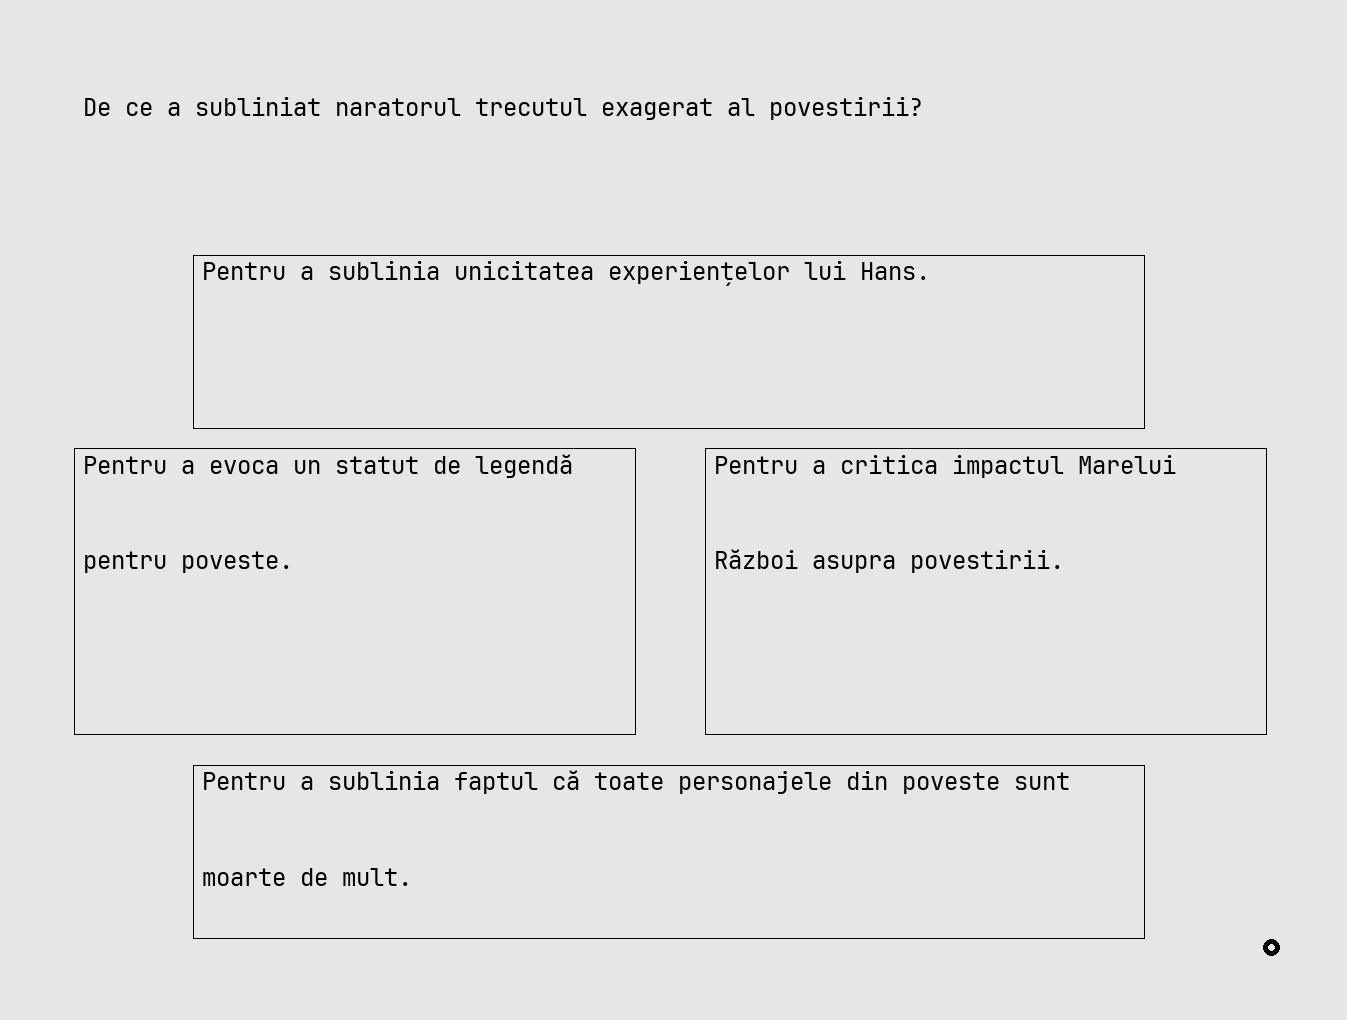 De ce a subliniat naratorul trecutul exagerat al povestirii?
Pentru a sublinia unicitatea experiențelor lui Hans.
Pentru a evoca un statut de legendă
pentru poveste.
Pentru a critica impactul Marelui
Război asupra povestirii.
Pentru a sublinia faptul că toate personajele din poveste sunt
moarte de mult.